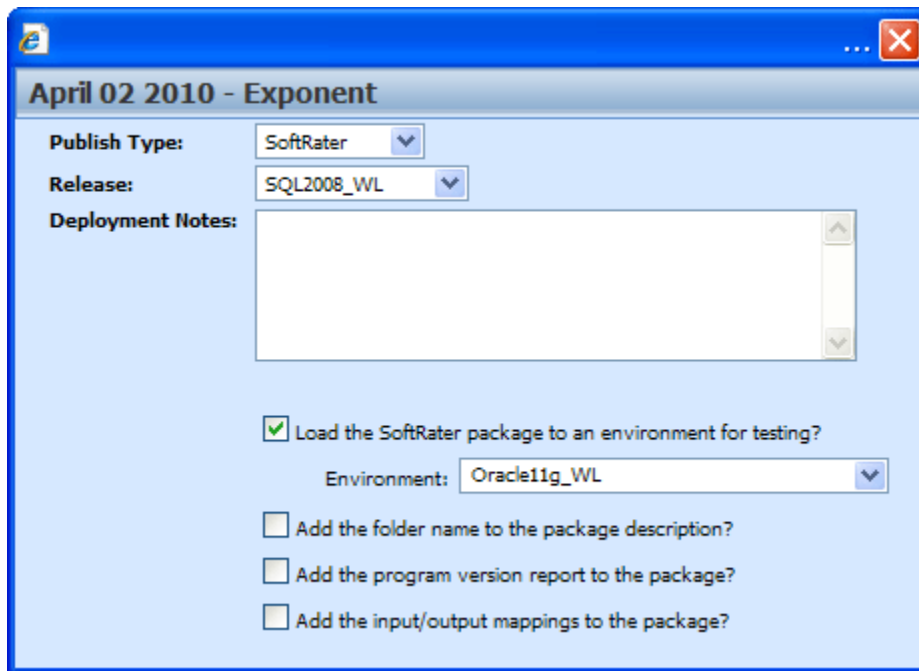 ...
April 02 2010 - Exponent
Publish Type: SoftRater
Release: SQL2008_WL
Deployment Notes:
Load the SoftRater package to an environment for testing?
Environment: Oracle11g_WL
Add the folder name to the package description?
Add the program version report to the package?
Add the input/output mappings to the package?